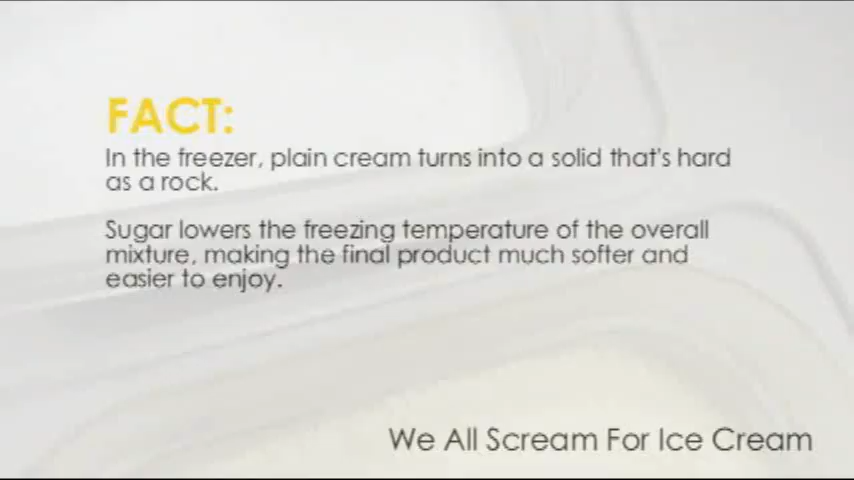 FACT:
In the freezer, plain cream turns into a solid that's hard
as a rock.
Sugar lowers the freezing temperature of the overall
mixture, making the final product much softer and
easier to enjoy.
We All Scream For Ice Cream